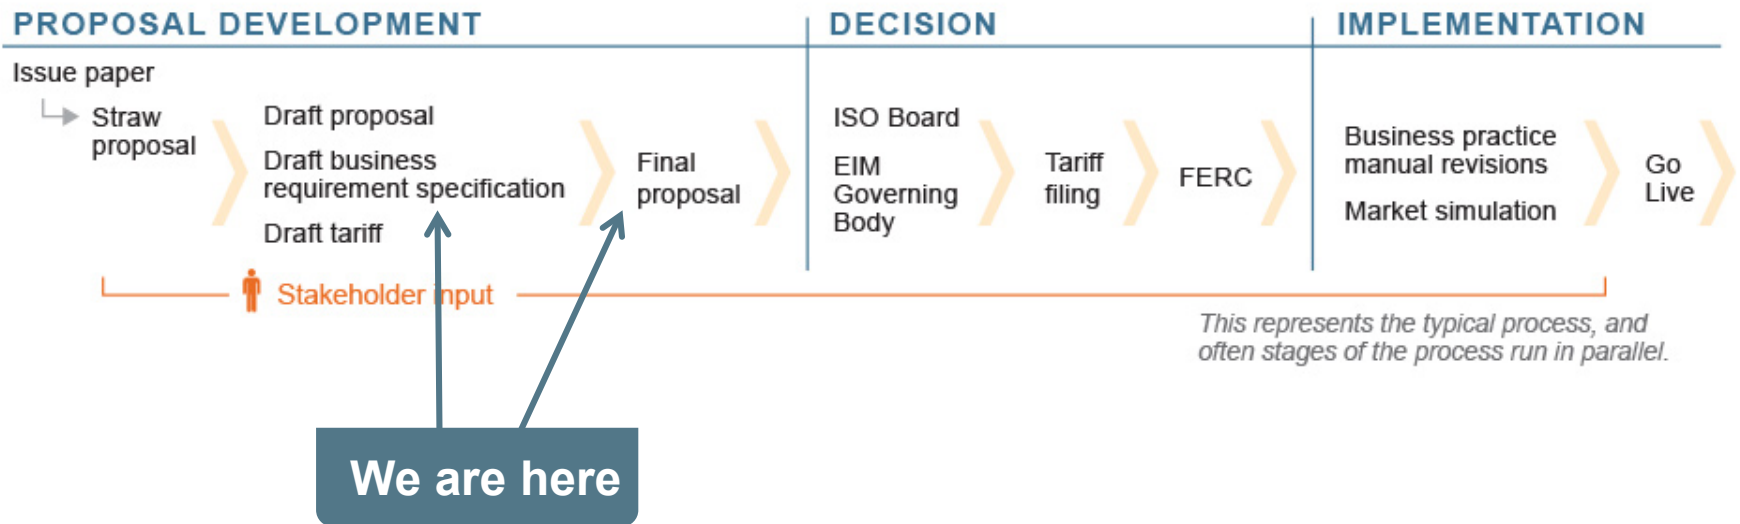 PROPOSAL DEVELOPMENT
DECISION
IMPLEMENTATION
Issue paper
Straw
proposal
Draft proposal
Draft business
requirement specification
Draft tariff
Final
proposal
ISO Board
EIM
Governing
Body
Tariff
filing
FERC
Business practice
manual revisions
Market simulation
Go
Live
Stakeholder input
This represents the typical process, and
often stages of the process run in parallel.
We are here